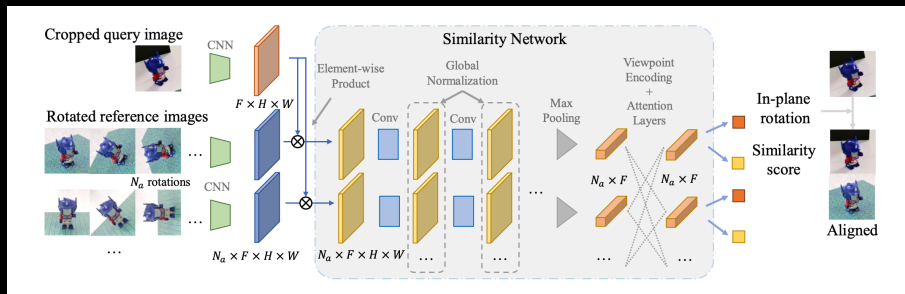 Cropped query image
CNN
F × H × W
Rotated reference images
...
N_a rotations
CNN
...
...
N_a × F × H × W
Similarity Network
Element-wise
Product
Global
Normalization
Conv
Conv
Max
Pooling
Viewpoint
Encoding
+
Attention
Layers
...
N_a × F
N_a × F
N_a × F × H × W
...
...
...
...
In-plane
rotation
Similarity
score
Aligned